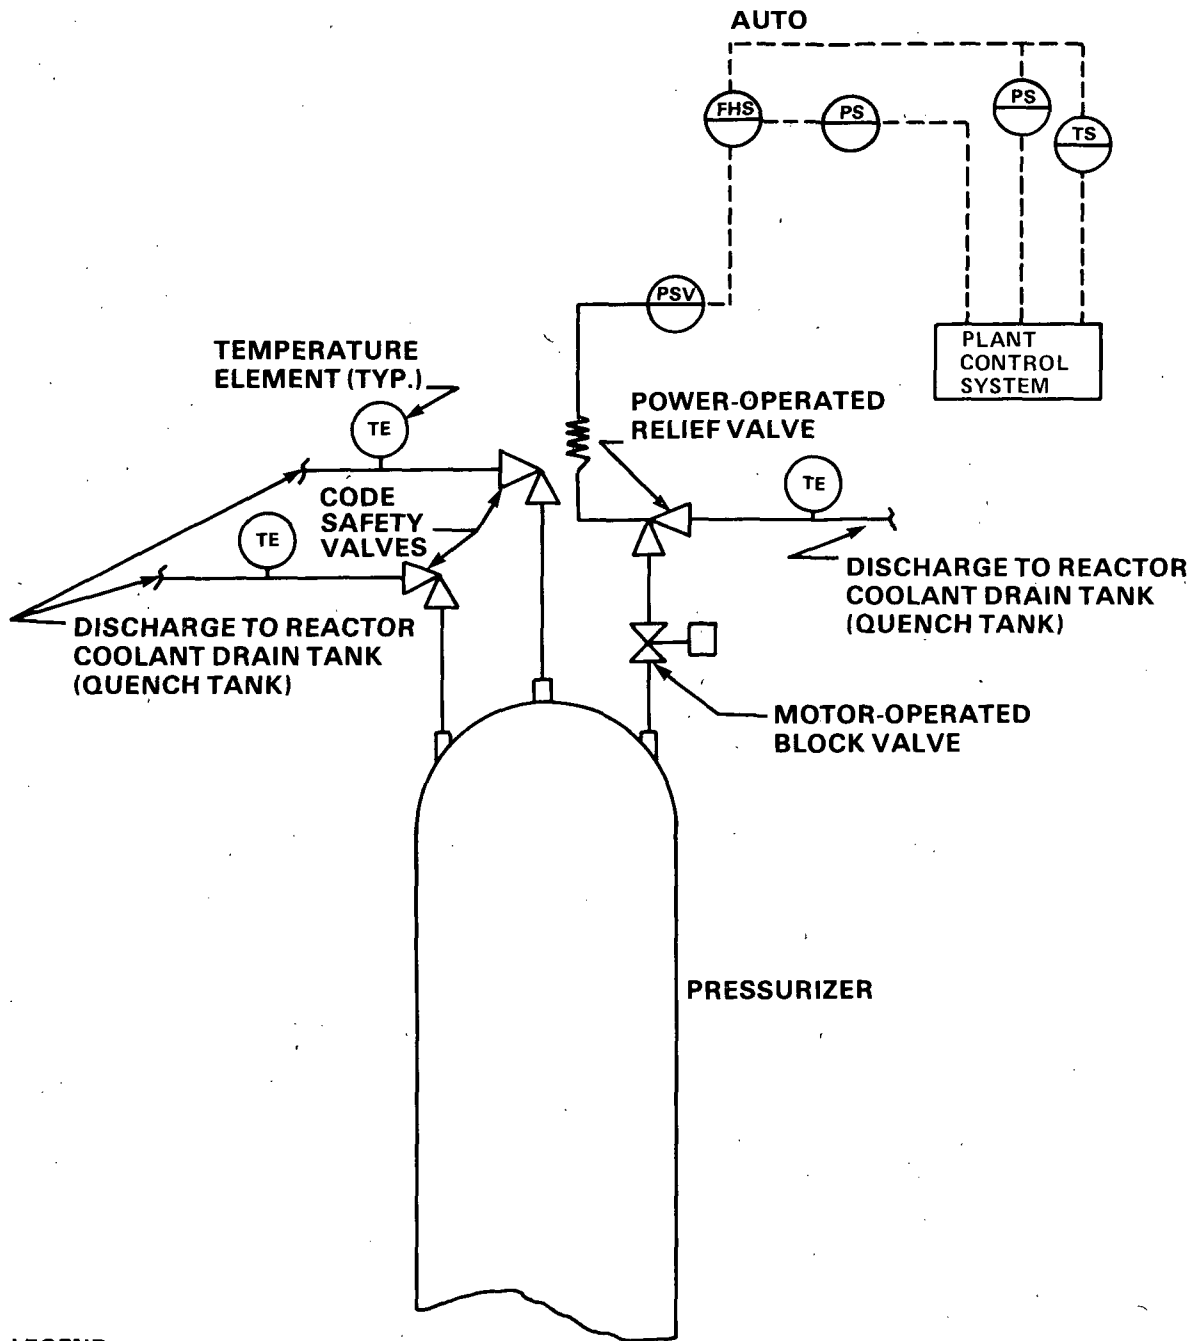 AUTO
FHS
PS
PS
TS
PSV
PLANT
CONTROL
SYSTEM
TEMPERATURE
ELEMENT (TYP.)
TE
POWER-OPERATED
RELIEF VALVE
TE
CODE
SAFETY
VALVES
TE
DISCHARGE TO REACTOR
COOLANT DRAIN TANK
(QUENCH TANK)
DISCHARGE TO REACTOR
COOLANT DRAIN TANK
(QUENCH TANK)
MOTOR-OPERATED
BLOCK VALVE
PRESSURIZER